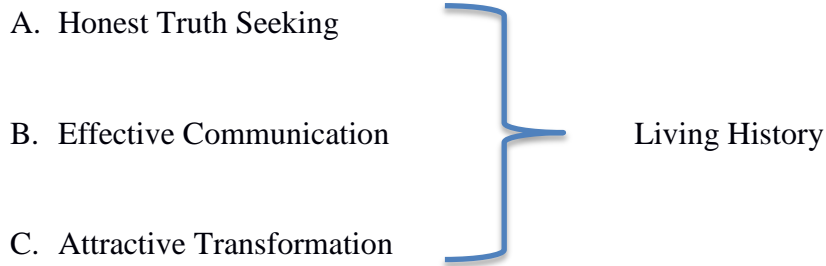 A. Honest Truth Seeking
B. Effective Communication
Living History
C. Attractive Transformation